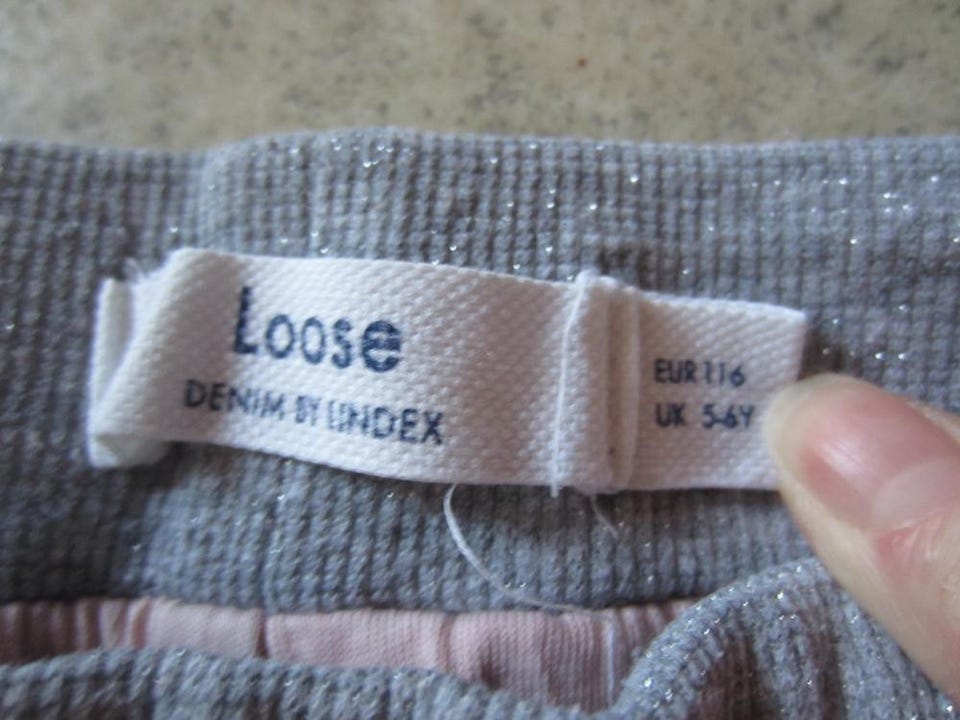 Loose
DENIM BY LINDEX
EUR 116
UK 5-6Y